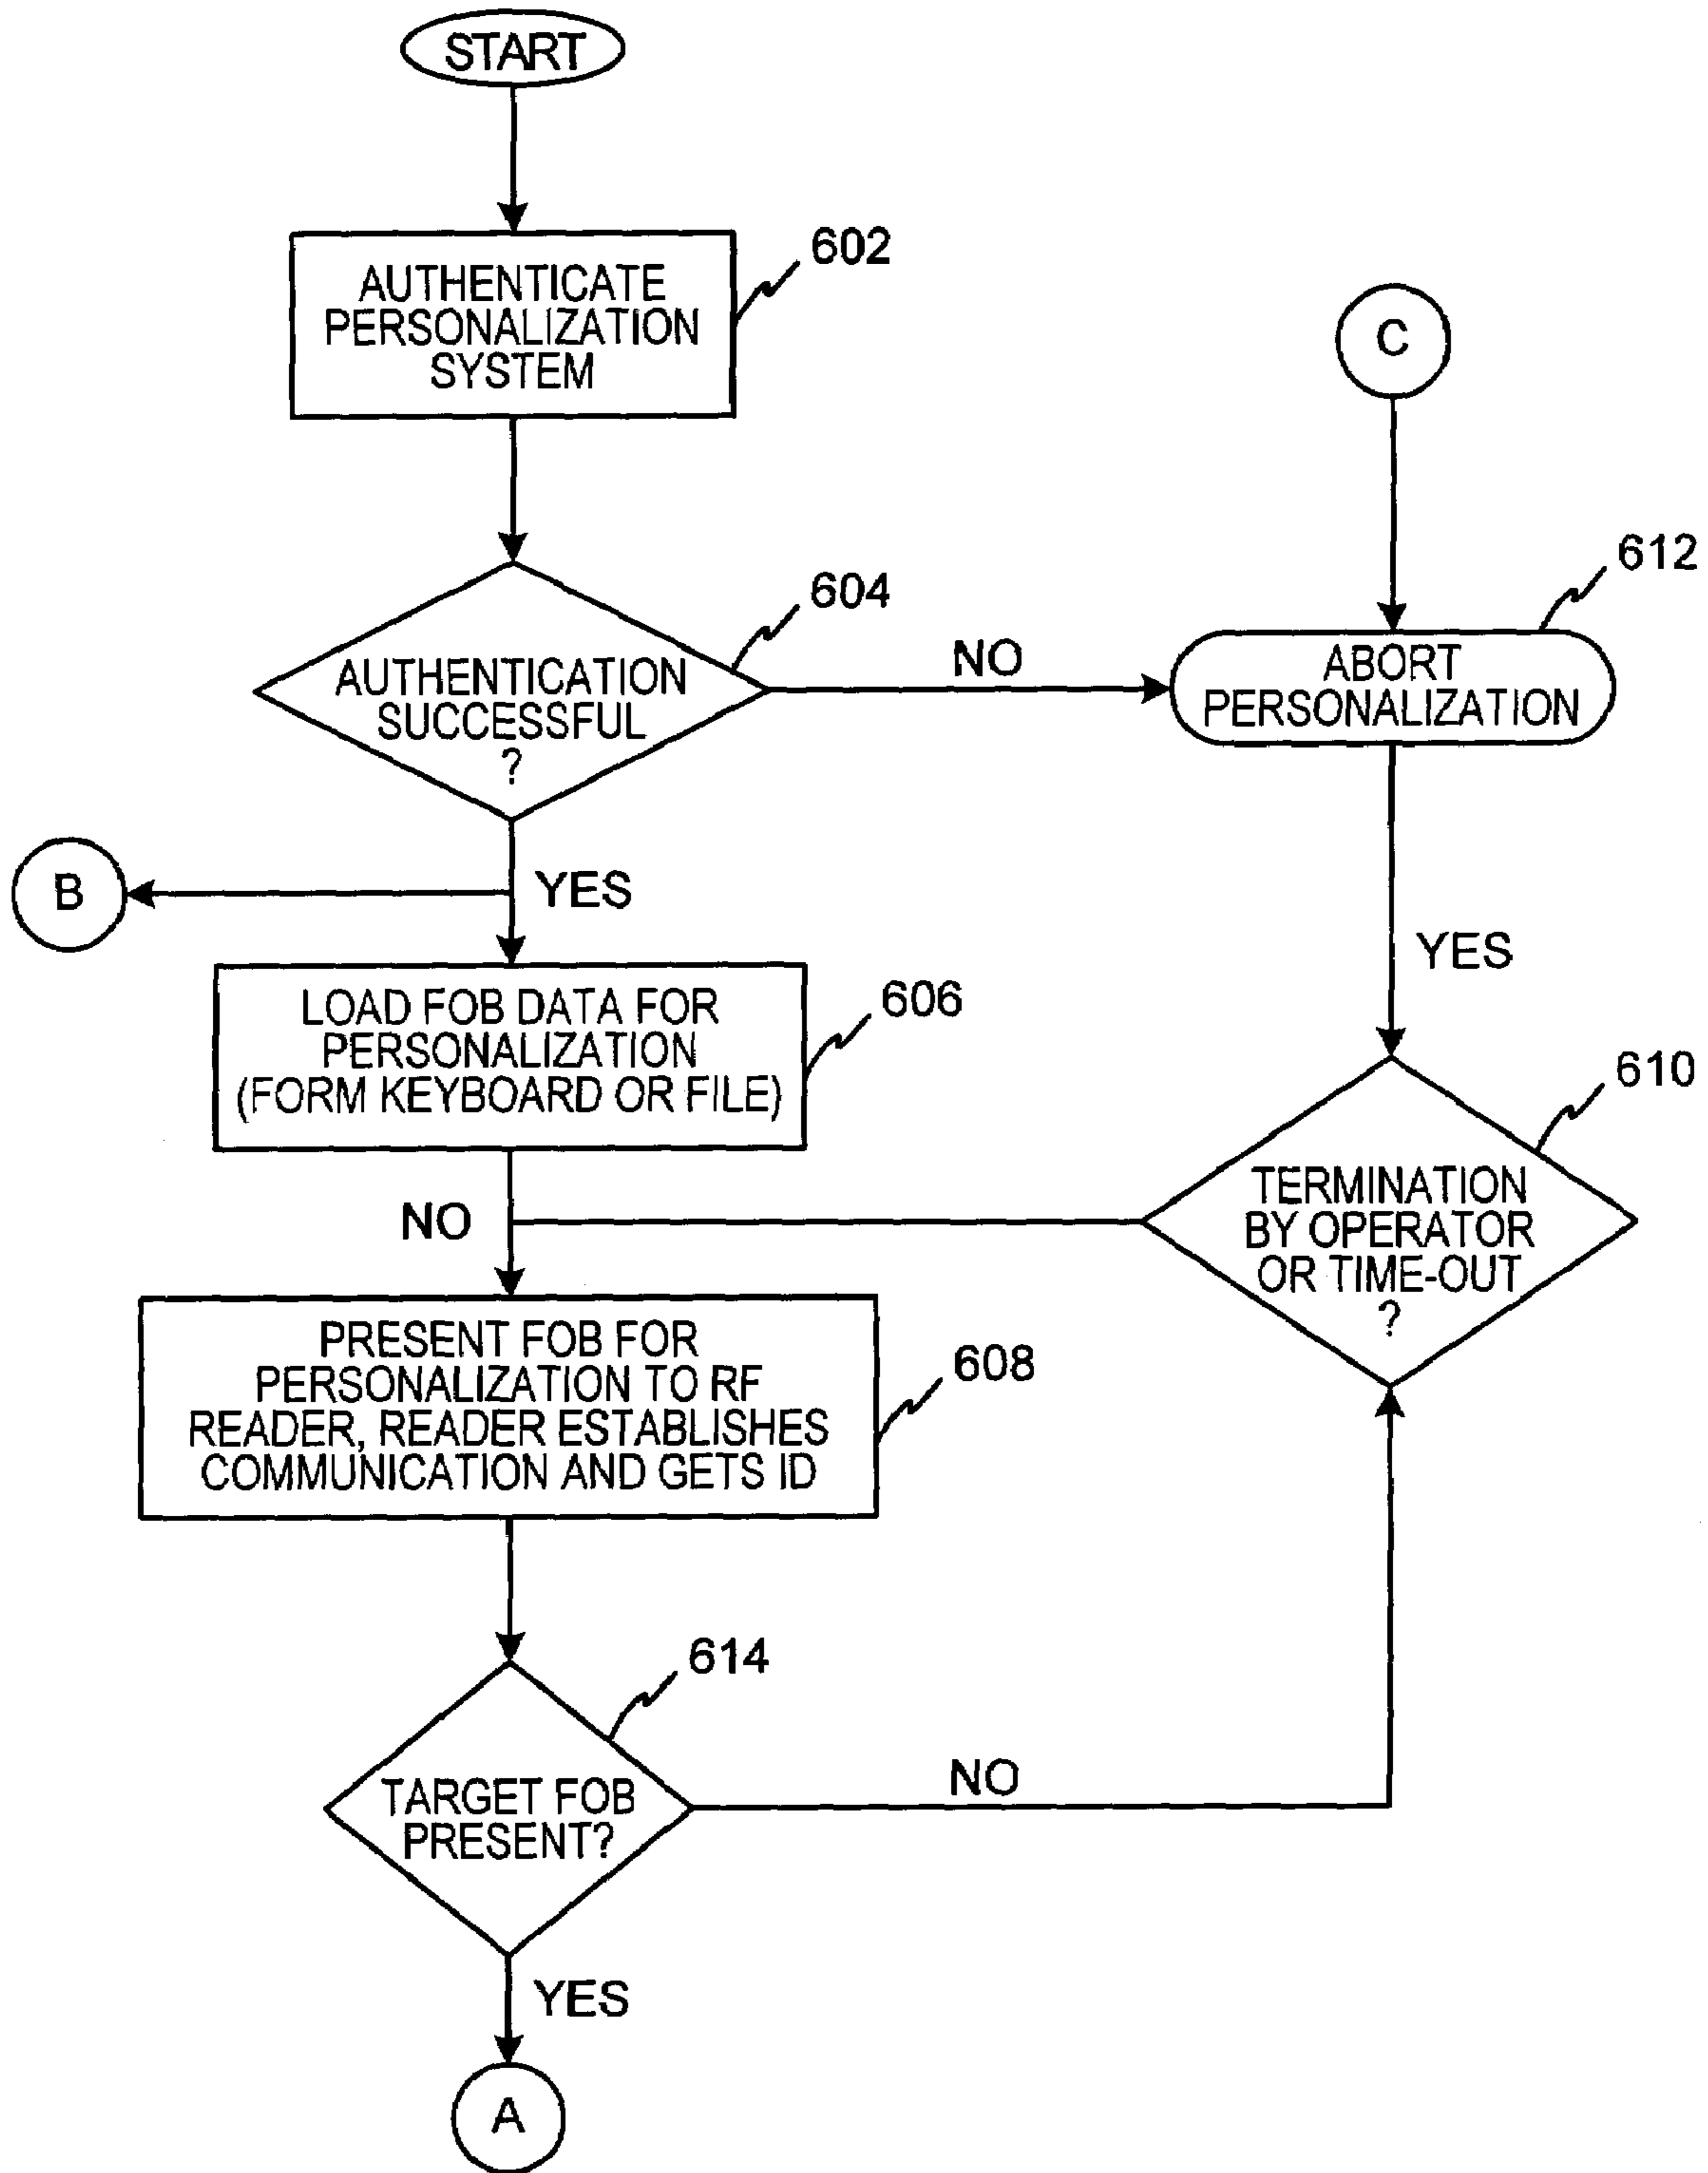 START
602
AUTHENTICATE
PERSONALIZATION
SYSTEM
C
604
612
AUTHENTICATION
SUCCESSFUL
?
NO
ABORT
PERSONALIZATION
B
YES
YES
606
LOAD FOB DATA FOR
PERSONALIZATION
(FORM KEYBOARD OR FILE)
610
NO
TERMINATION
BY OPERATOR
OR TIME-OUT
?
608
PRESENT FOB FOR
PERSONALIZATION TO RF
READER, READER ESTABLISHES
COMMUNICATION AND GETS ID
614
TARGET FOB
PRESENT?
NO
YES
A